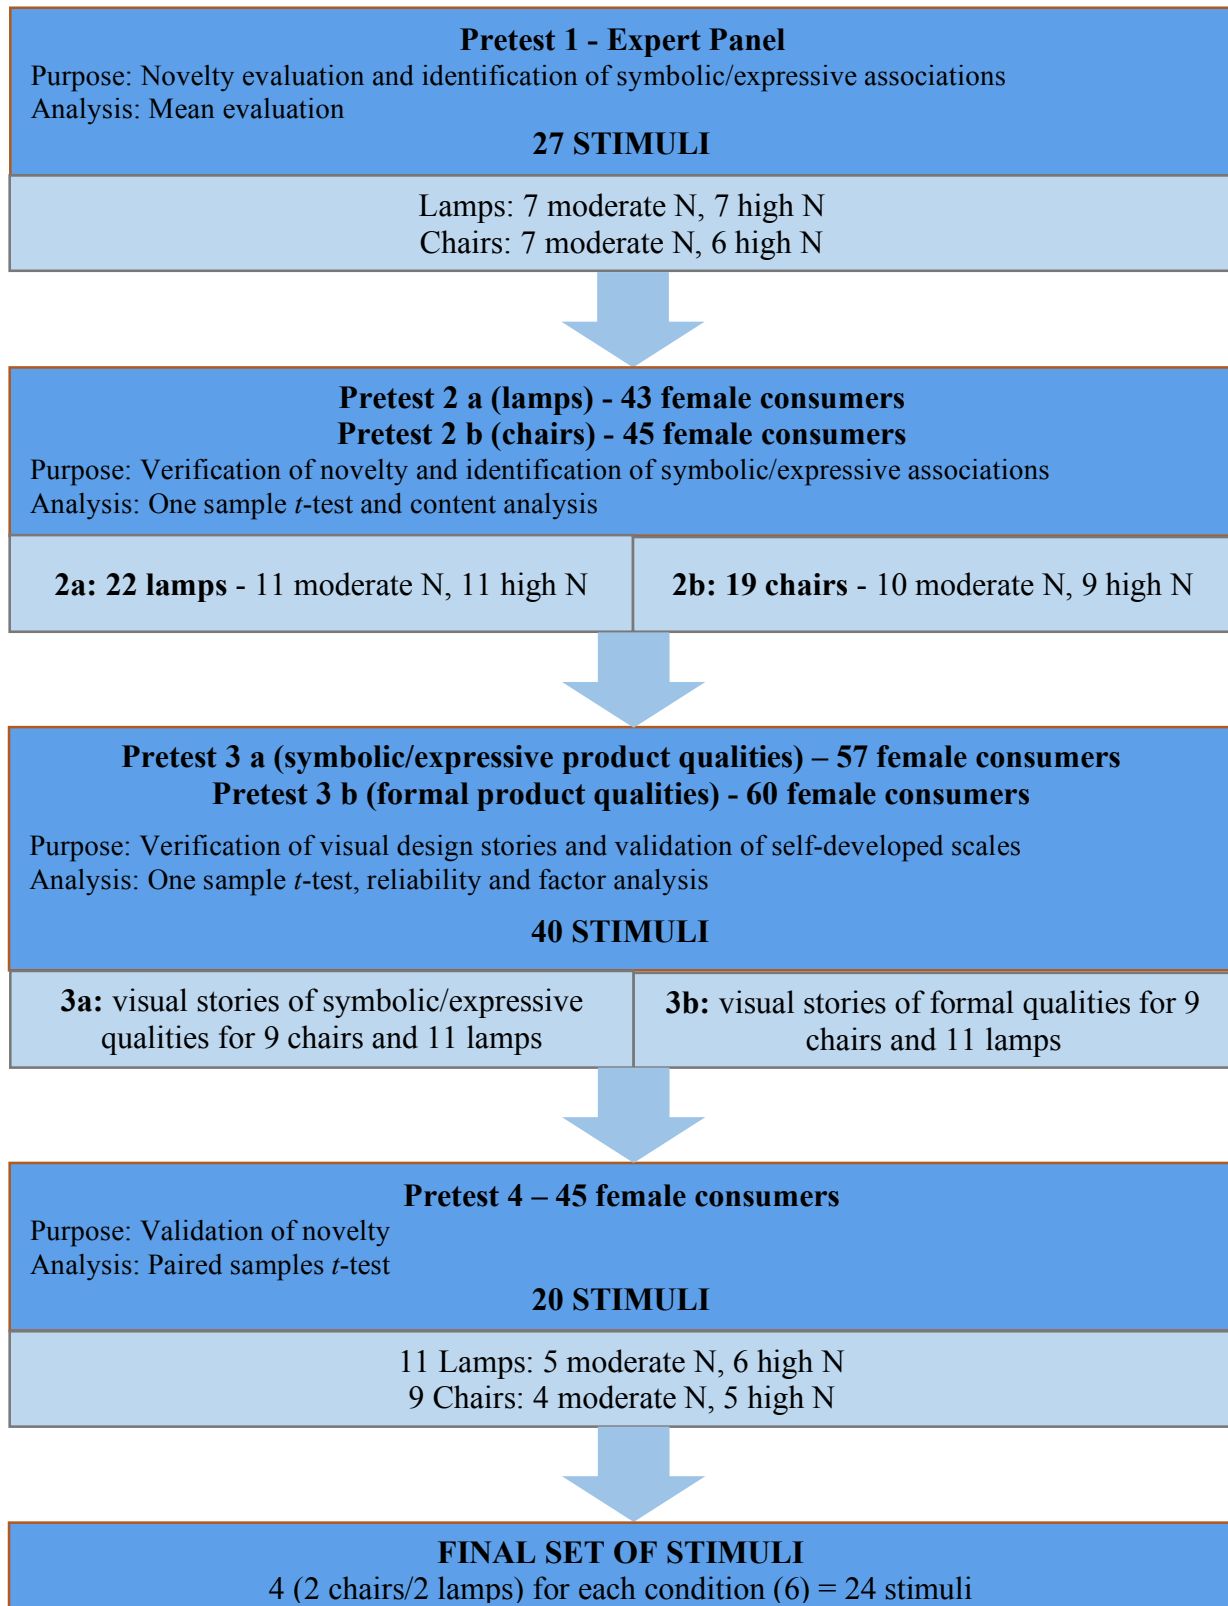 Pretest 1 - Expert Panel
Purpose: Novelty evaluation and identification of symbolic/expressive associations
Analysis: Mean evaluation
27 STIMULI
Lamps: 7 moderate N, 7 high N
Chairs: 7 moderate N, 6 high N
Pretest 2 a (lamps) - 43 female consumers
Pretest 2 b (chairs) - 45 female consumers
Purpose: Verification of novelty and identification of symbolic/expressive associations
Analysis: One sample t-test and content analysis
2a: 22 lamps - 11 moderate N, 11 high N
2b: 19 chairs - 10 moderate N, 9 high N
Pretest 3 a (symbolic/expressive product qualities) – 57 female consumers
Pretest 3 b (formal product qualities) - 60 female consumers
Purpose: Verification of visual design stories and validation of self-developed scales
Analysis: One sample t-test, reliability and factor analysis
40 STIMULI
3a: visual stories of symbolic/expressive
qualities for 9 chairs and 11 lamps
3b: visual stories of formal qualities for 9
chairs and 11 lamps
Pretest 4 – 45 female consumers
Purpose: Validation of novelty
Analysis: Paired samples t-test
20 STIMULI
11 Lamps: 5 moderate N, 6 high N
9 Chairs: 4 moderate N, 5 high N
FINAL SET OF STIMULI
4 (2 chairs/2 lamps) for each condition (6) = 24 stimuli